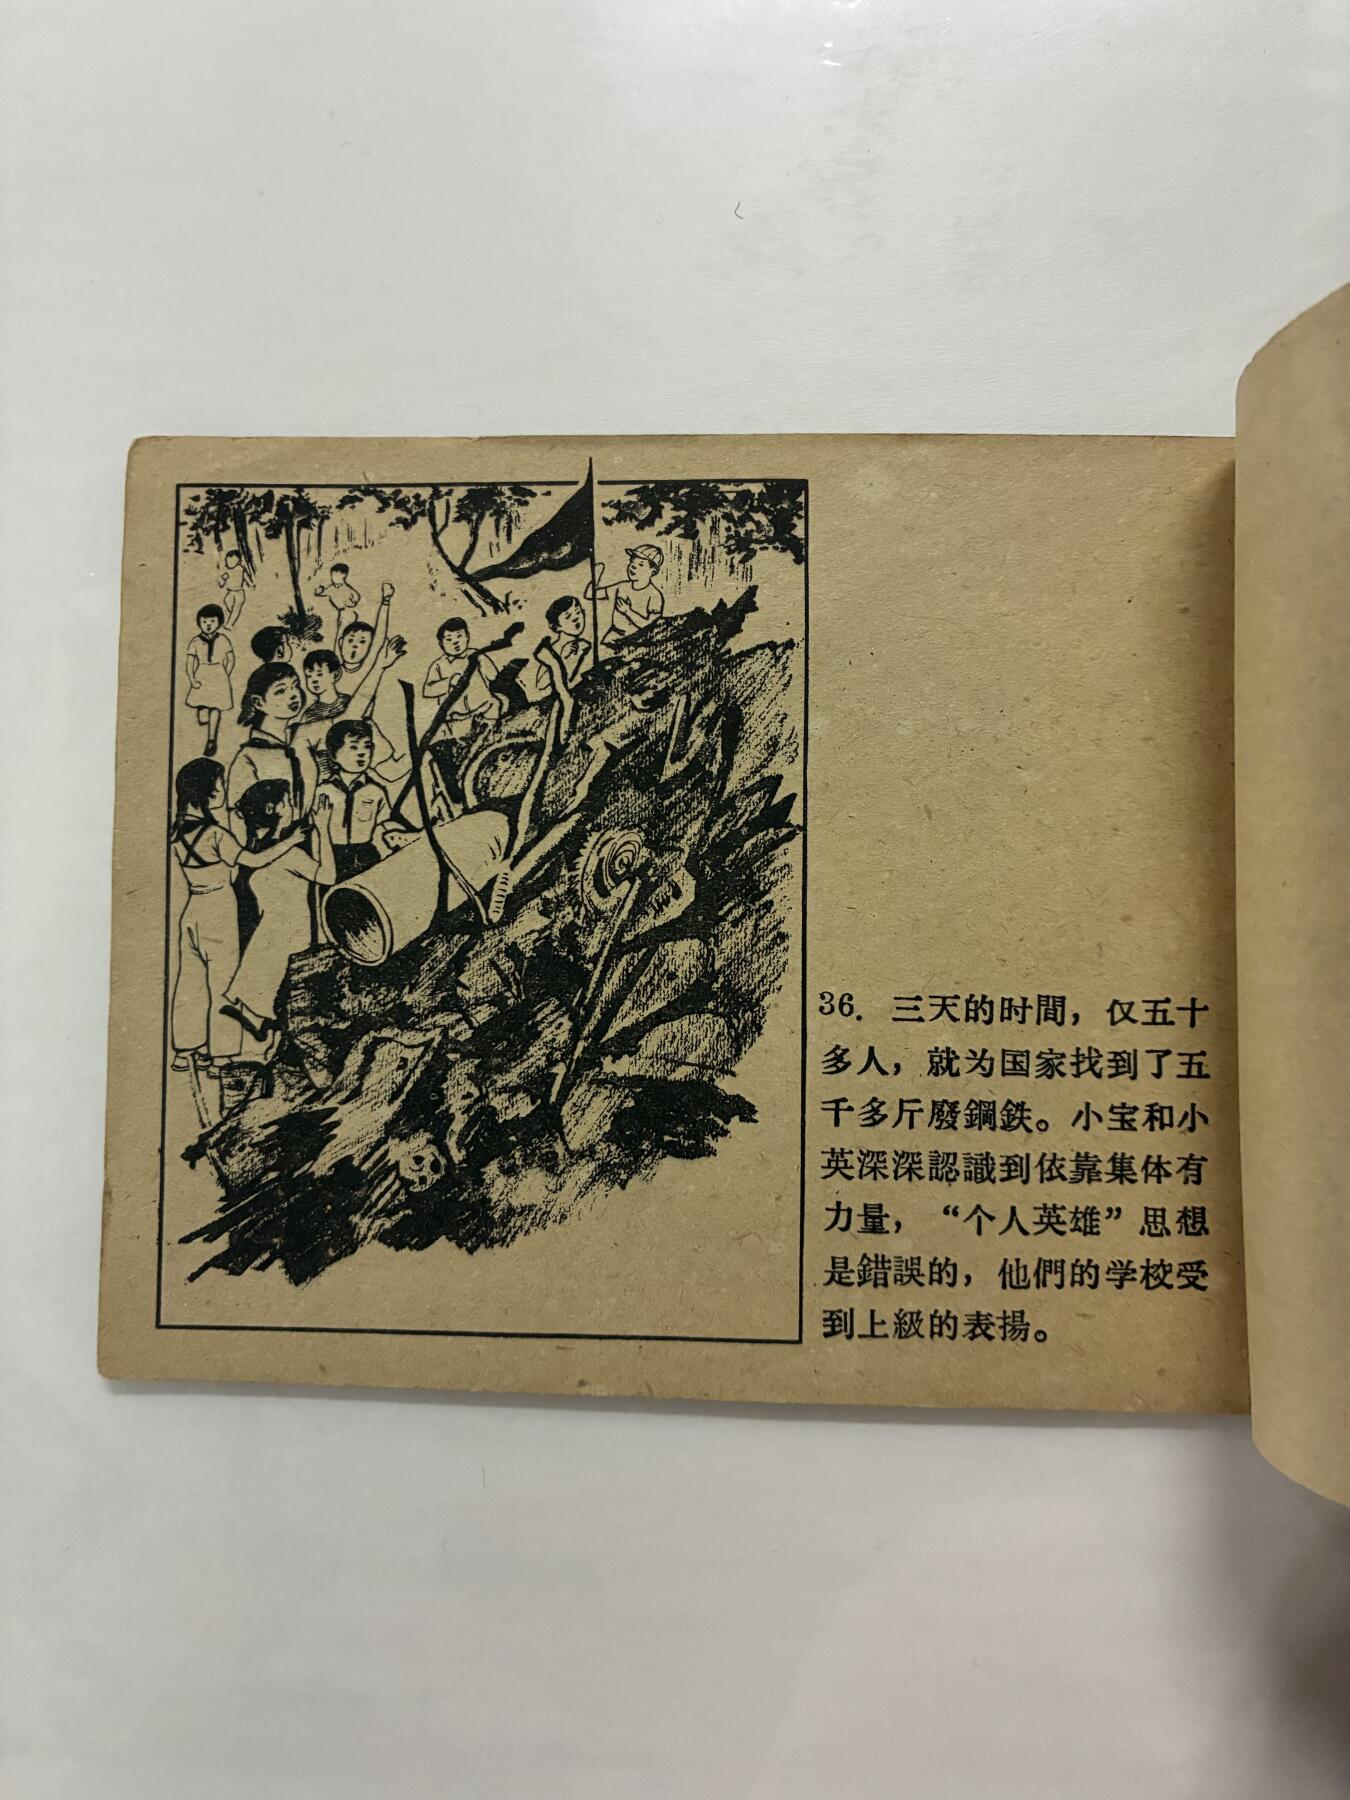 36. 三天的时間，仅五十
多人，就为国家找到了五
千多斤廢鋼鉄。小宝和小
英深深認識到依靠集体有
力量，“个人英雄”思想
是錯誤的，他們的学校受
到上級的表揚。